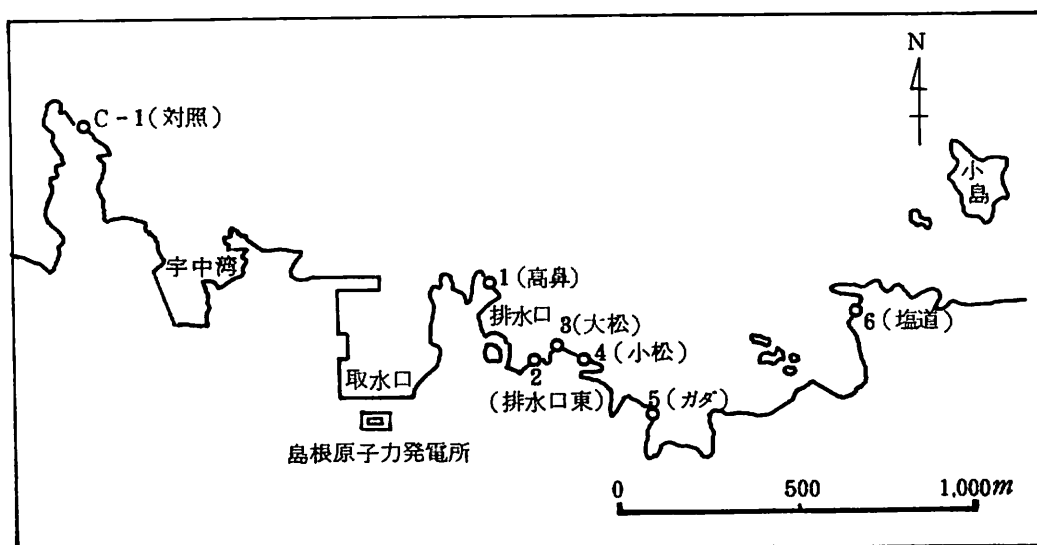 N
C-1(対照)
小島
宇中湾
1(高鼻)
排水口
3(大松)
4(小松)
6(塩道)
2
(排水口東)
5(ガダ)
取水口
島根原子力発電所
0 500 1,000m